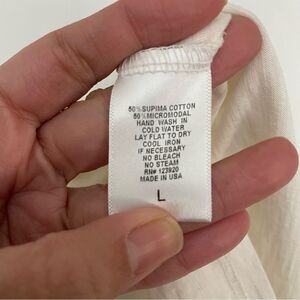 50%SUPIMA COTTON
50%MICROMODAL
HAND WASH IN
COLD WATER
LAY FLAT TO DRY
COOL IRON
IF NECESSARY
NO BLEACH
NO STEAM
RN# 123920
MADE IN USA
L